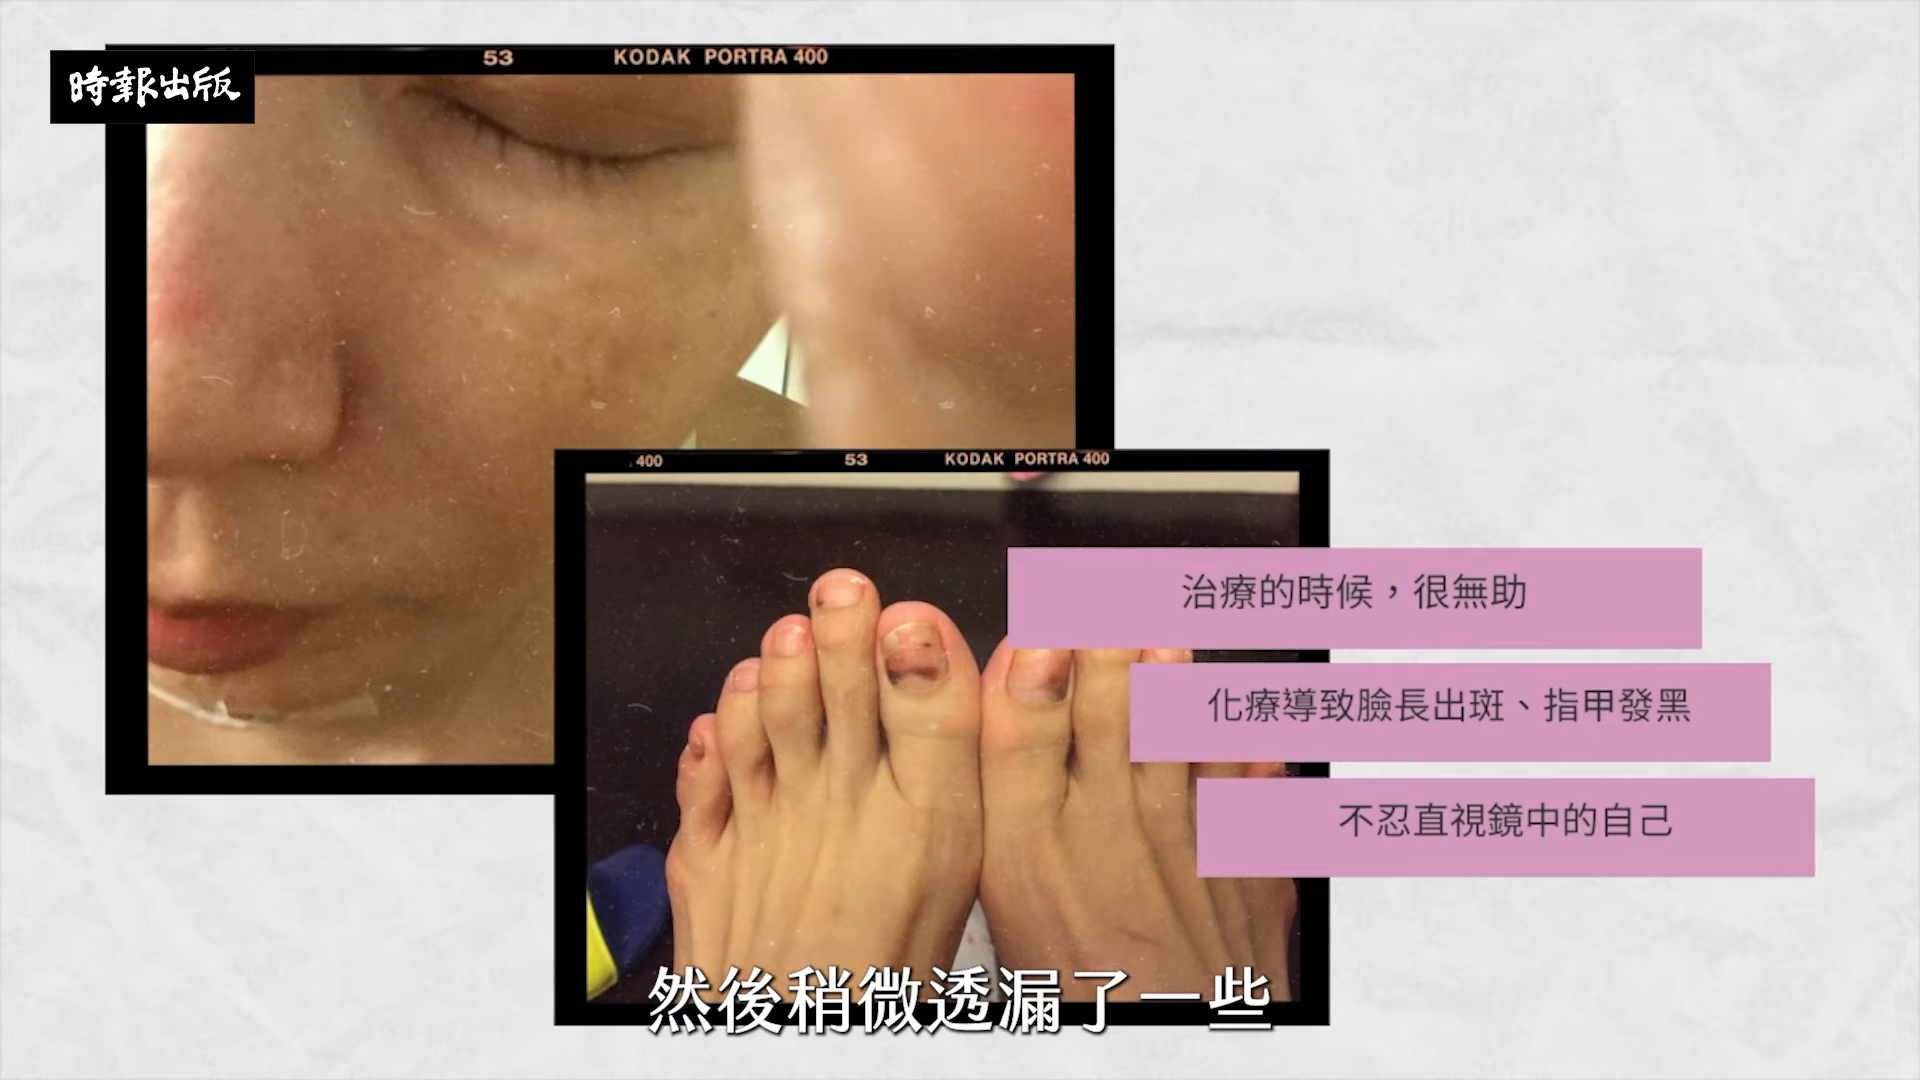 時報出版
53 KODAK PORTRA 400
400 53 KODAK PORTRA 400
治療的時候，很無助
化療導致臉長出斑、指甲發黑
不忍直視鏡中的自己
然後稍微透漏了一些